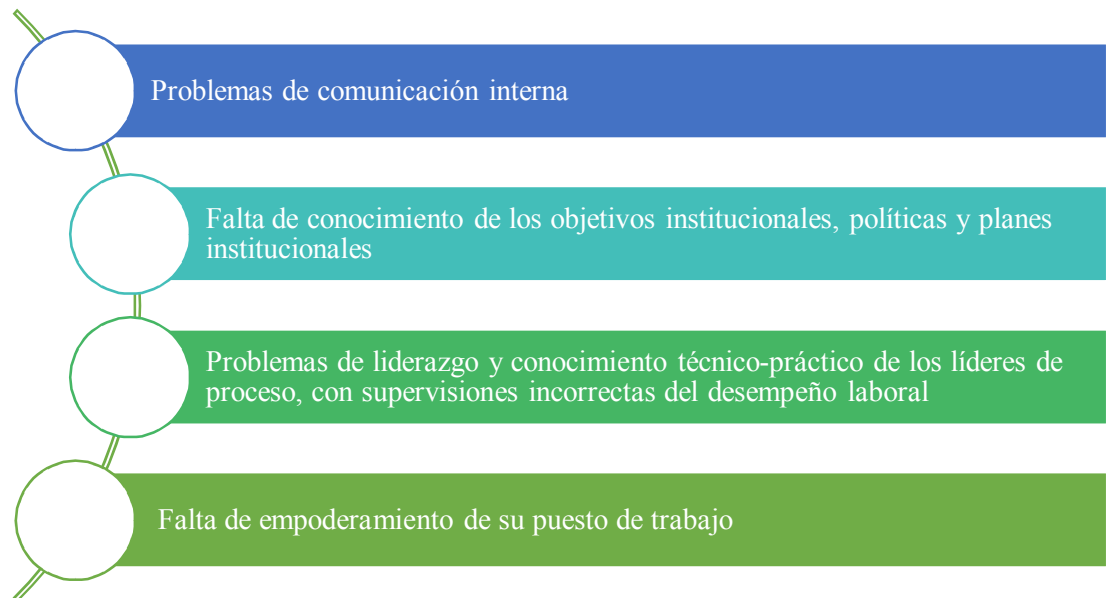 Problemas de comunicación interna
Falta de conocimiento de los objetivos institucionales, políticas y planes
institucionales
Problemas de liderazgo y conocimiento técnico-práctico de los líderes de
proceso, con supervisiones incorrectas del desempeño laboral
Falta de empoderamiento de su puesto de trabajo